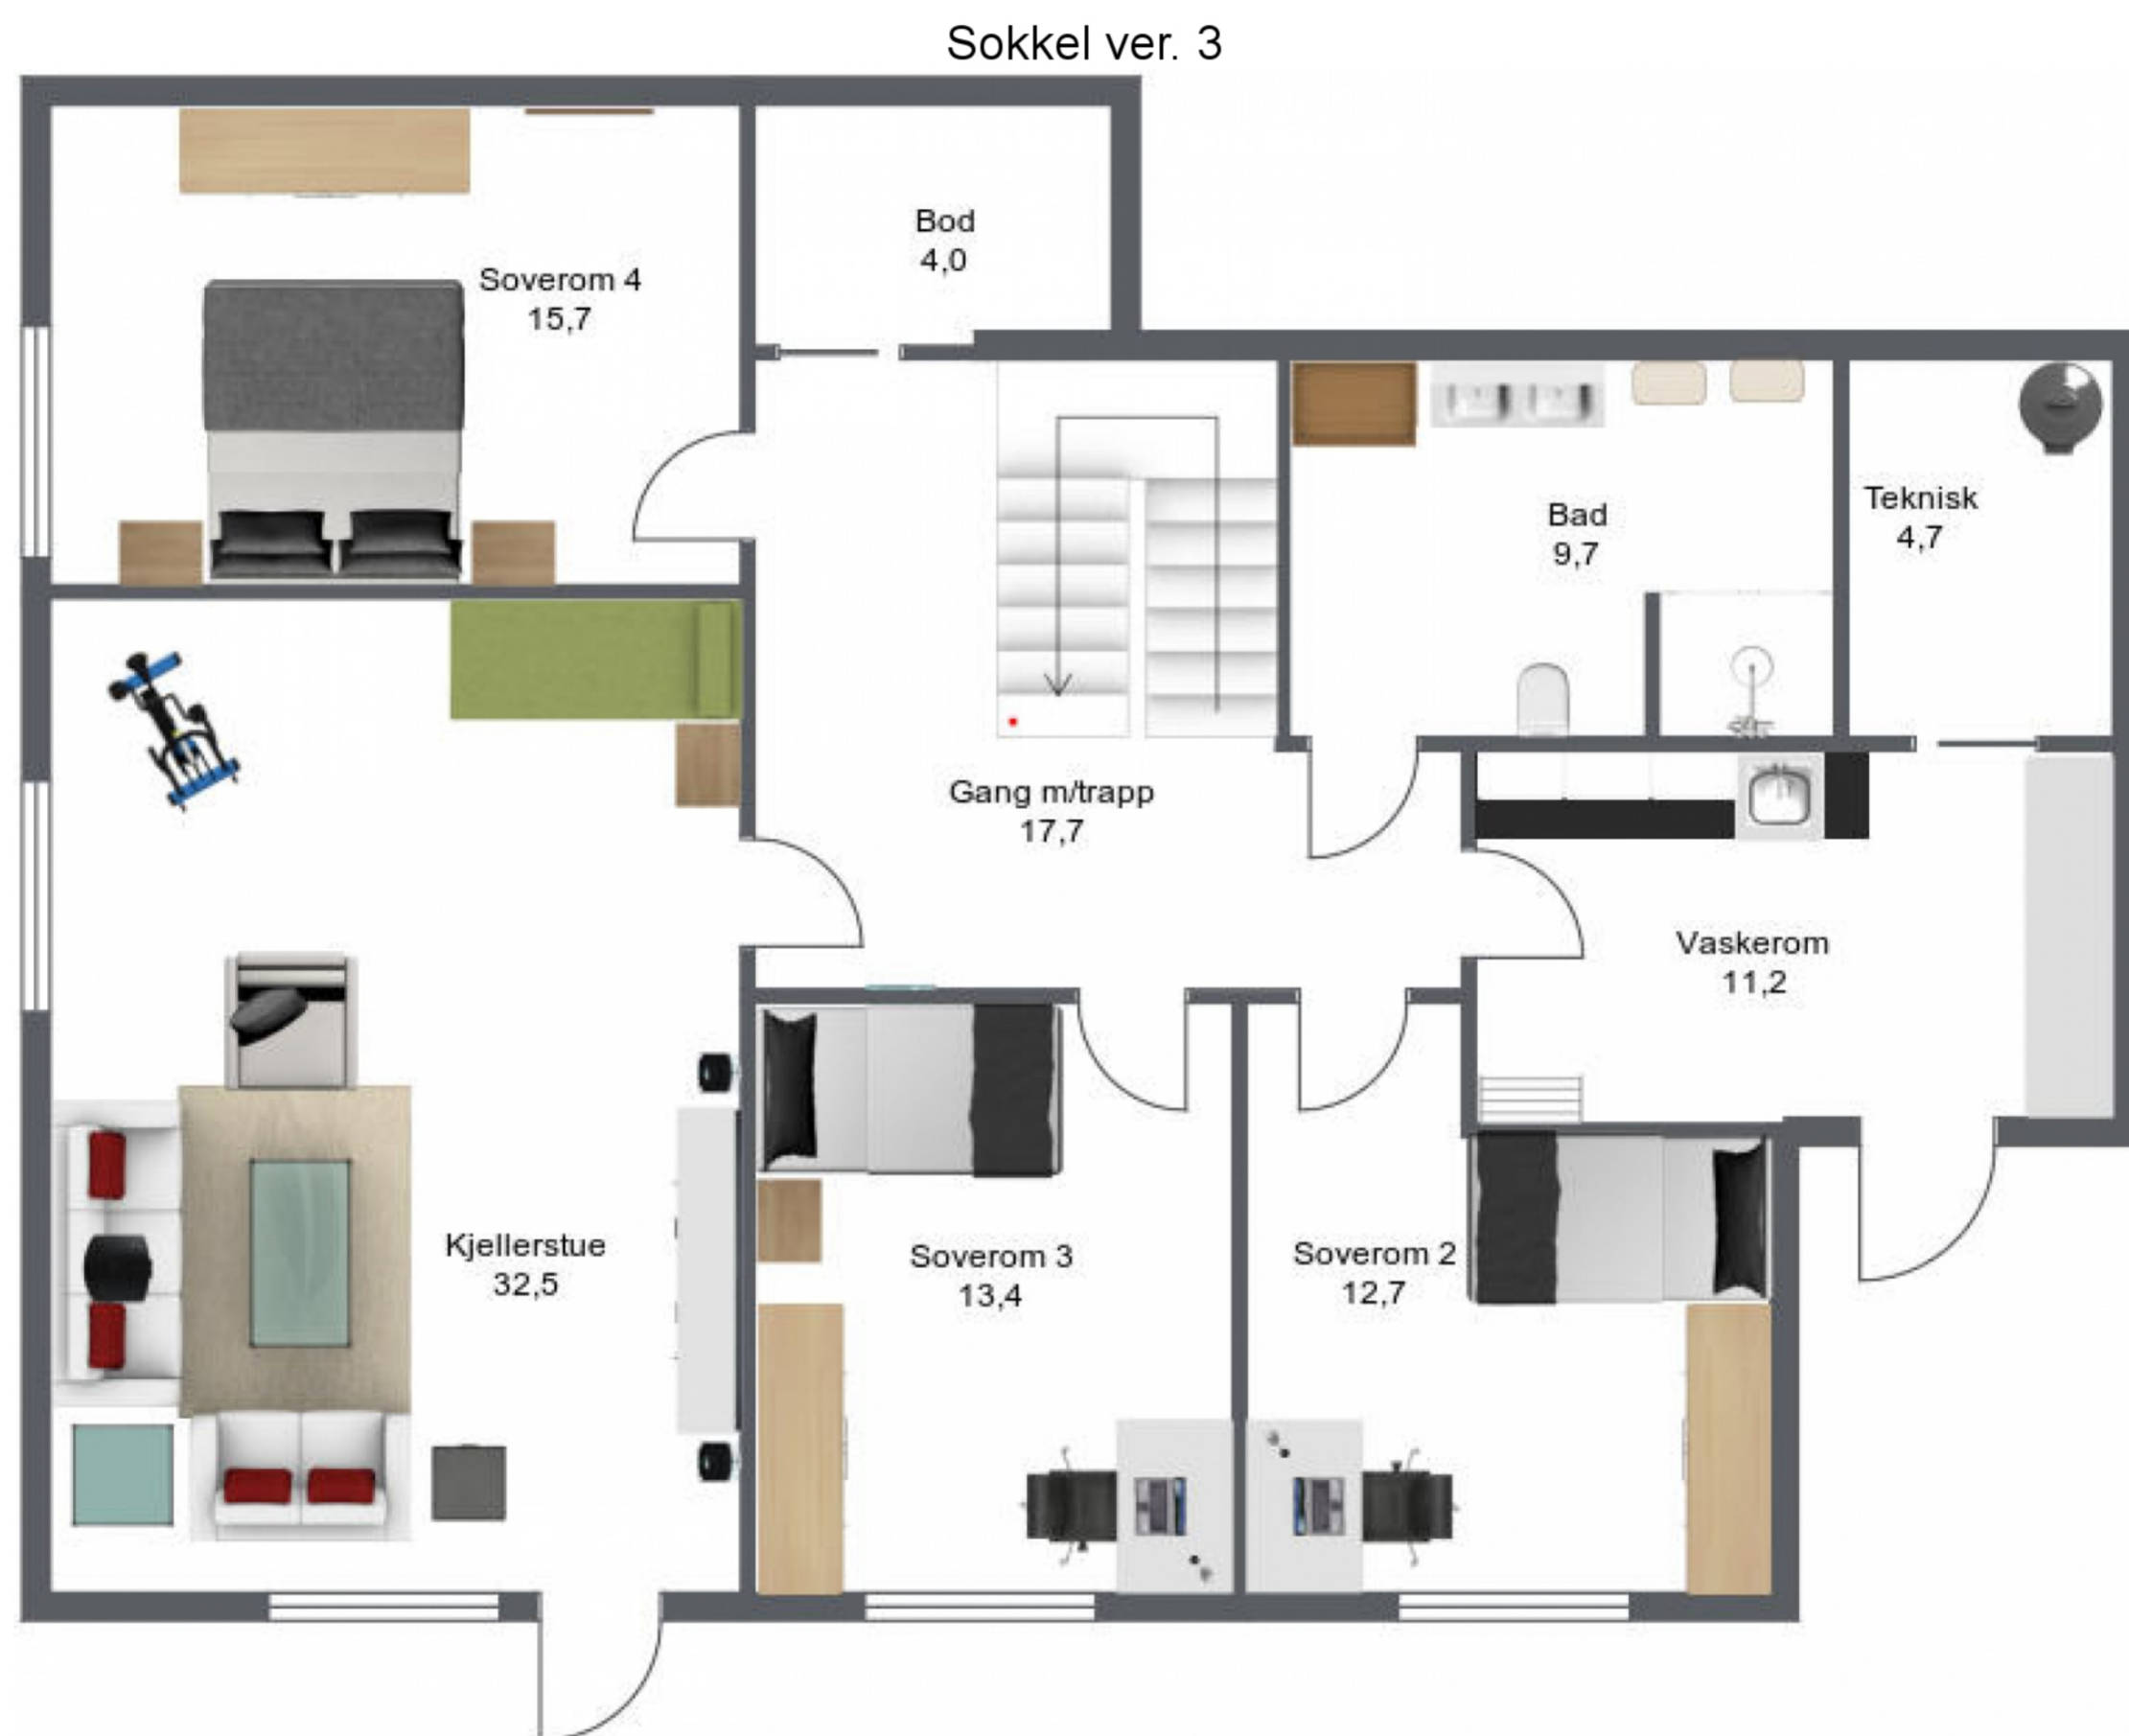 Sokkel ver. 3
Bod
4,0
Soverom 4
15,7
Teknisk
4,7
Bad
9,7
Gang m/trapp
17,7
Vaskerom
11,2
Kjellerstue
32,5
Soverom 3
13,4
Soverom 2
12,7